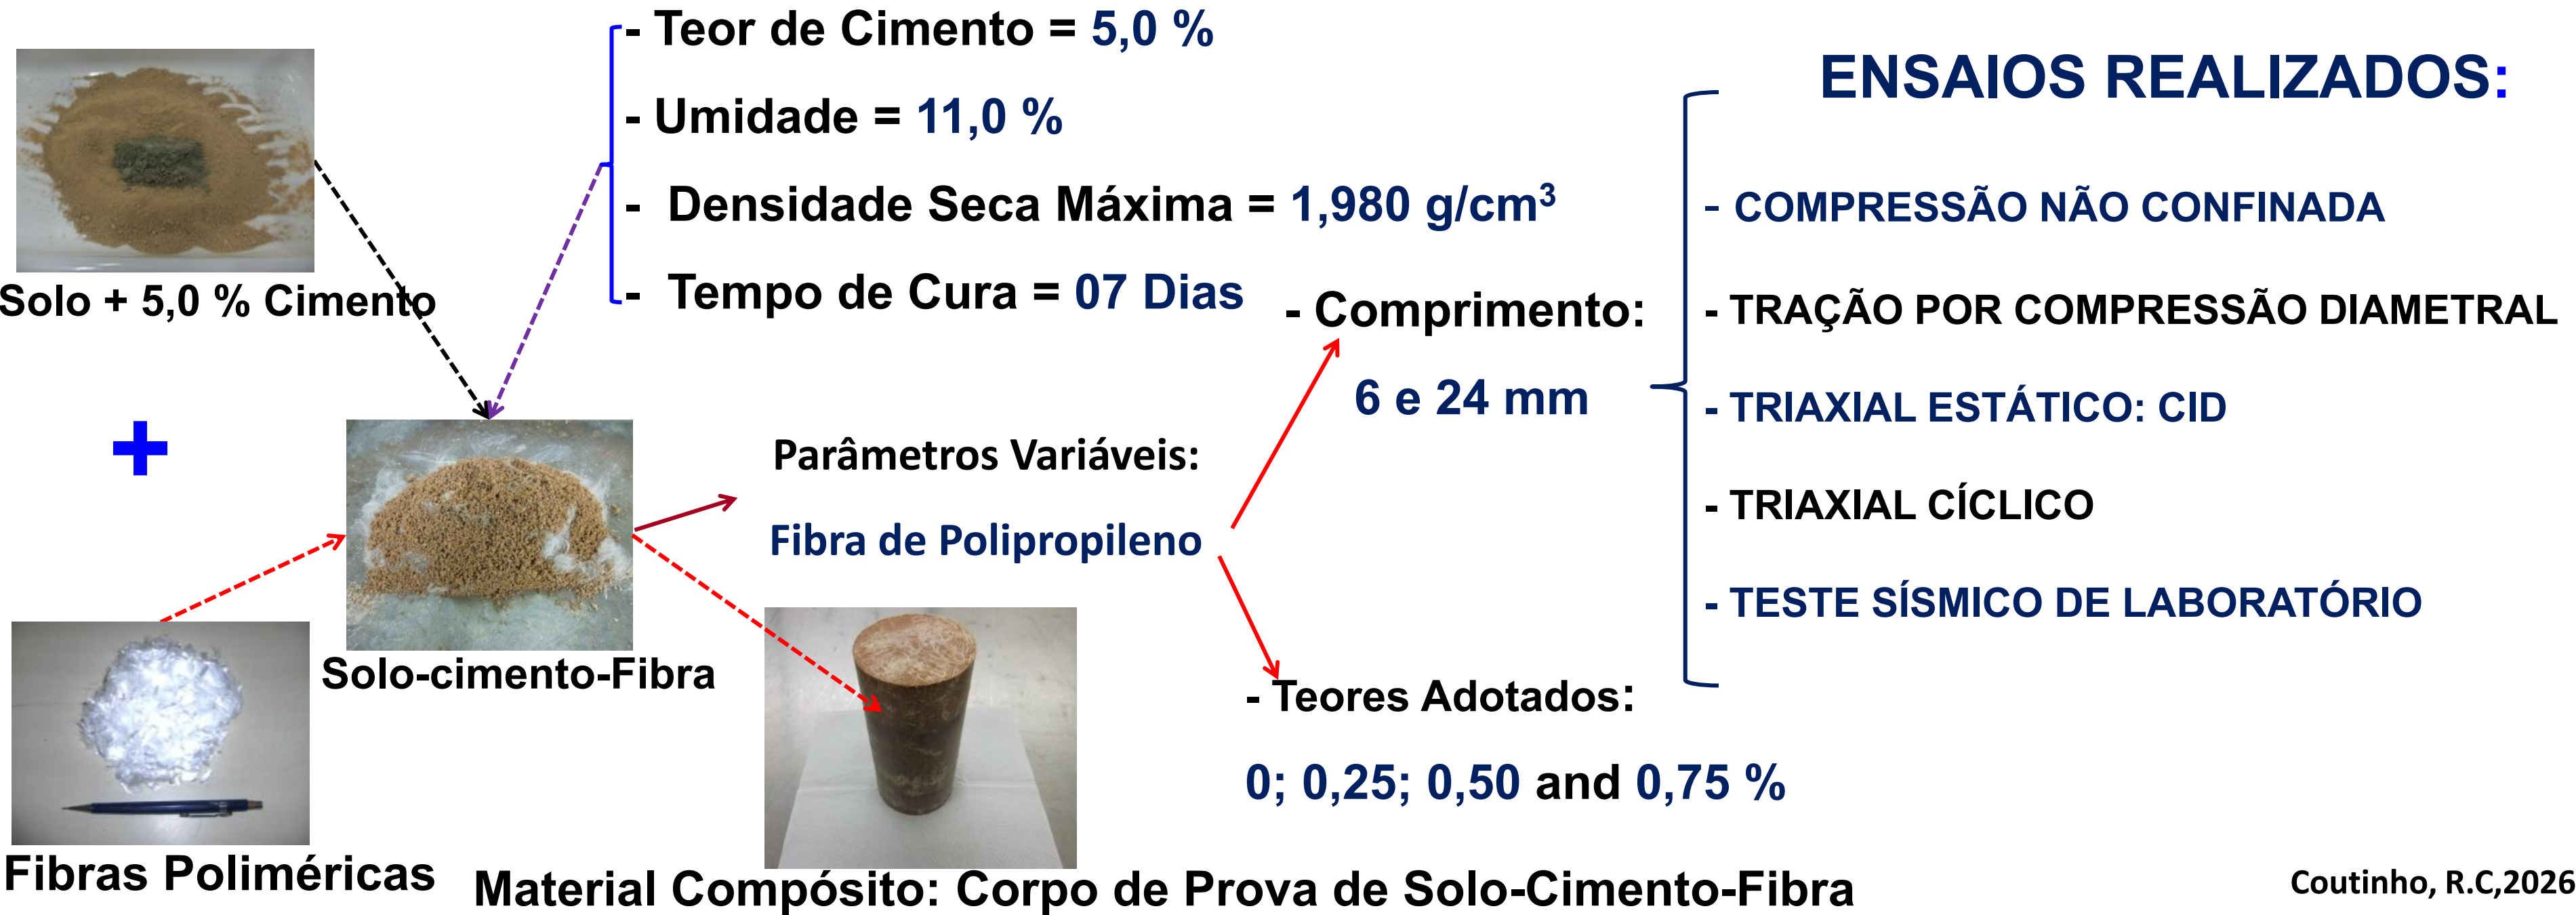 - Teor de Cimento = 5,0 %
- Umidade = 11,0 %
- Densidade Seca Máxima = 1,980 g/cm³
- Tempo de Cura = 07 Dias
Solo + 5,0 % Cimento
+
Fibras Poliméricas
Solo-cimento-Fibra
Parâmetros Variáveis:
Fibra de Polipropileno
- Comprimento:
6 e 24 mm
- Teores Adotados:
0; 0,25; 0,50 and 0,75 %
ENSAIOS REALIZADOS:
- COMPRESSÃO NÃO CONFINADA
- TRAÇÃO POR COMPRESSÃO DIAMETRAL
- TRIAXIAL ESTÁTICO: CID
- TRIAXIAL CÍCLICO
- TESTE SÍSMICO DE LABORATÓRIO
Material Compósito: Corpo de Prova de Solo-Cimento-Fibra
Coutinho, R.C,2026